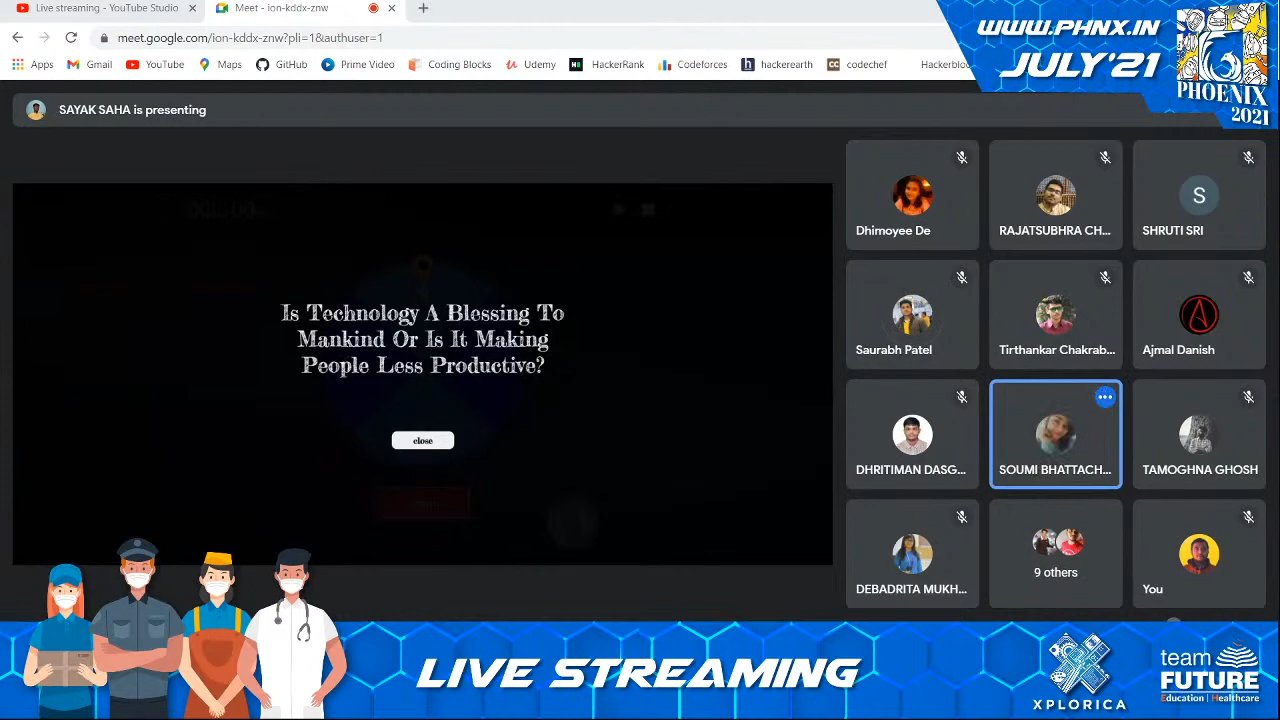 Live streaming - YouTube Studio
Meet - ion-kddx-znw
meet.google.com/ion-kddx-znw?pli=1&authuser=1
Apps
Gmail
YouTube
Maps
GitHub
Prime Video
Coding Blocks
Udemy
HackerRank
Codeforces
hackerearth
codechef
Hackerblo
WWW.PHNX.IN
JULY'21
PHOENIX
2021
SAYAK SAHA is presenting
Is Technology A Blessing To
Mankind Or Is It Making
People Less Productive?
close
Dhimoyee De
RAJATSUBHRA CH...
S
SHRUTI SRI
Saurabh Patel
Tirthankar Chakrab...
Ajmal Danish
DHRITIMAN DASG...
SOUMI BHATTACH...
TAMOGHNA GHOSH
DEBADRITA MUKH...
9 others
You
LIVE STREAMING
XPLORICA
team
FUTURE
Education | Healthcare